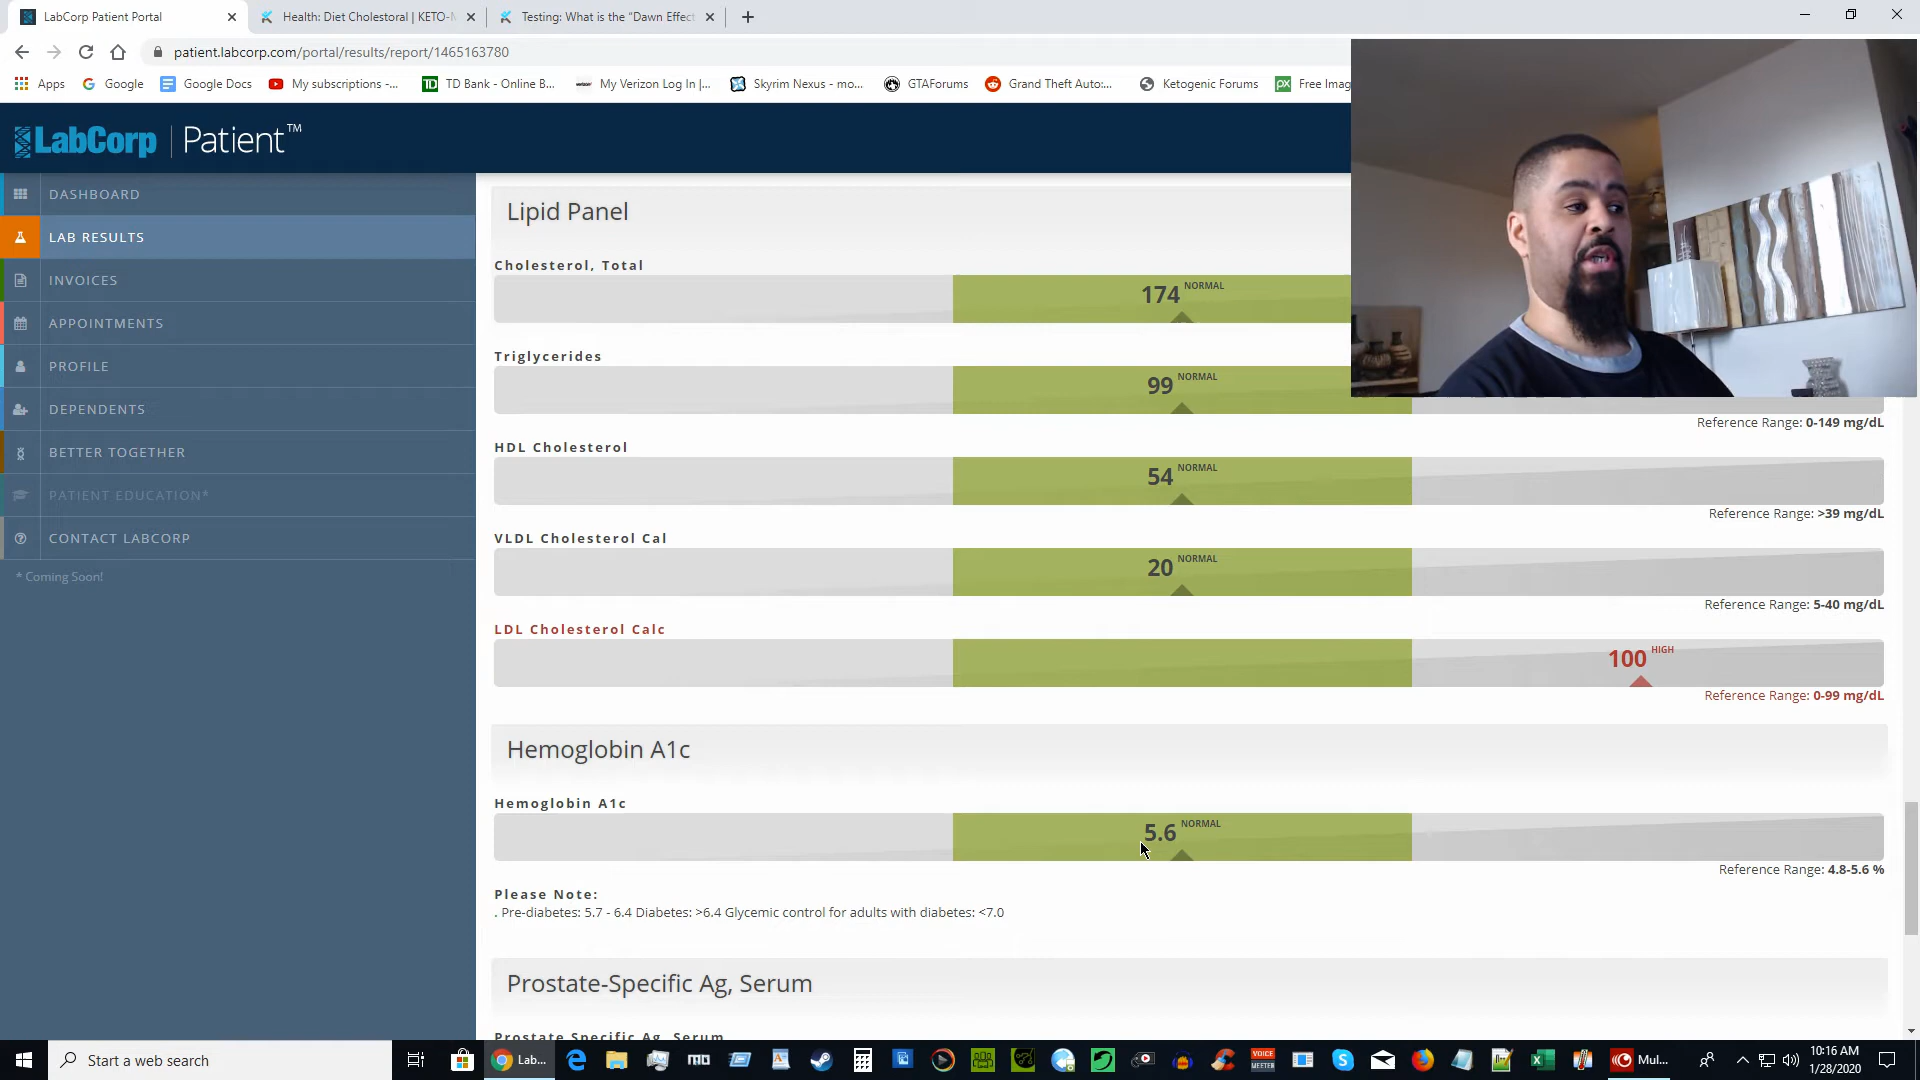 LabCorp Patient Portal
Health: Diet Cholestoral | KETO-M
Testing: What is the "Dawn Effect
patient.labcorp.com/portal/results/report/1465163780
Apps Google Google Docs My subscriptions -... TD Bank - Online B... My Verizon Log In |... Skyrim Nexus - mo... GTAForums Grand Theft Auto:... Ketogenic Forums Free Imag
LabCorp | Patient™
DASHBOARD
LAB RESULTS
INVOICES
APPOINTMENTS
PROFILE
DEPENDENTS
BETTER TOGETHER
PATIENT EDUCATION*
CONTACT LABCORP
* Coming Soon!
Lipid Panel
Cholesterol, Total
174 NORMAL
Triglycerides
99 NORMAL
Reference Range: 0-149 mg/dL
HDL Cholesterol
54 NORMAL
Reference Range: >39 mg/dL
VLDL Cholesterol Cal
20 NORMAL
Reference Range: 5-40 mg/dL
LDL Cholesterol Calc
100 HIGH
Reference Range: 0-99 mg/dL
Hemoglobin A1c
Hemoglobin A1c
5.6 NORMAL
Reference Range: 4.8-5.6 %
Please Note:
. Pre-diabetes: 5.7 - 6.4 Diabetes: >6.4 Glycemic control for adults with diabetes: <7.0
Prostate-Specific Ag, Serum
Prostate Specific Ag, Serum
Start a web search
Lab...
VOICE MEETER
Mul...
10:16 AM
1/28/2020